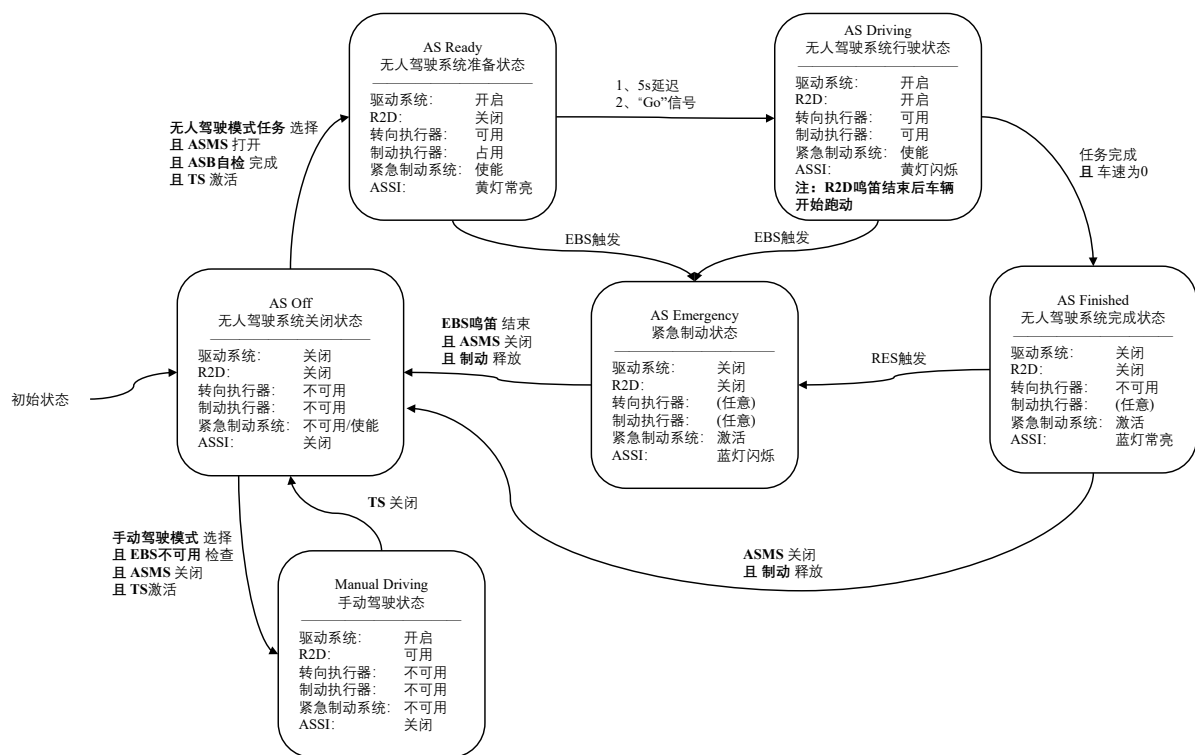 AS Ready
无人驾驶系统准备状态
驱动系统： 开启
R2D： 关闭
转向执行器： 可用
制动执行器： 占用
紧急制动系统： 使能
ASSI： 黄灯常亮
1、5s延迟
2、“Go”信号
AS Driving
无人驾驶系统行驶状态
驱动系统： 开启
R2D： 开启
转向执行器： 可用
制动执行器： 可用
紧急制动系统： 使能
ASSI： 黄灯闪烁
注：R2D鸣笛结束后车辆
开始跑动
无人驾驶模式任务 选择
且 ASMS 打开
且 ASB自检 完成
且 TS 激活
任务完成
且 车速为0
EBS触发
EBS触发
AS Off
无人驾驶系统关闭状态
驱动系统： 关闭
R2D： 关闭
转向执行器： 不可用
制动执行器： 不可用
紧急制动系统： 不可用/使能
ASSI： 关闭
初始状态
EBS鸣笛 结束
且 ASMS 关闭
且 制动 释放
AS Emergency
紧急制动状态
驱动系统： 关闭
R2D： 关闭
转向执行器： (任意)
制动执行器： (任意)
紧急制动系统： 激活
ASSI： 蓝灯闪烁
RES触发
AS Finished
无人驾驶系统完成状态
驱动系统： 关闭
R2D： 关闭
转向执行器： 不可用
制动执行器： (任意)
紧急制动系统： 激活
ASSI： 蓝灯常亮
TS 关闭
手动驾驶模式 选择
且 EBS不可用 检查
且 ASMS 关闭
且 TS激活
ASMS 关闭
且 制动 释放
Manual Driving
手动驾驶状态
驱动系统： 开启
R2D： 可用
转向执行器： 不可用
制动执行器： 不可用
紧急制动系统： 不可用
ASSI： 关闭